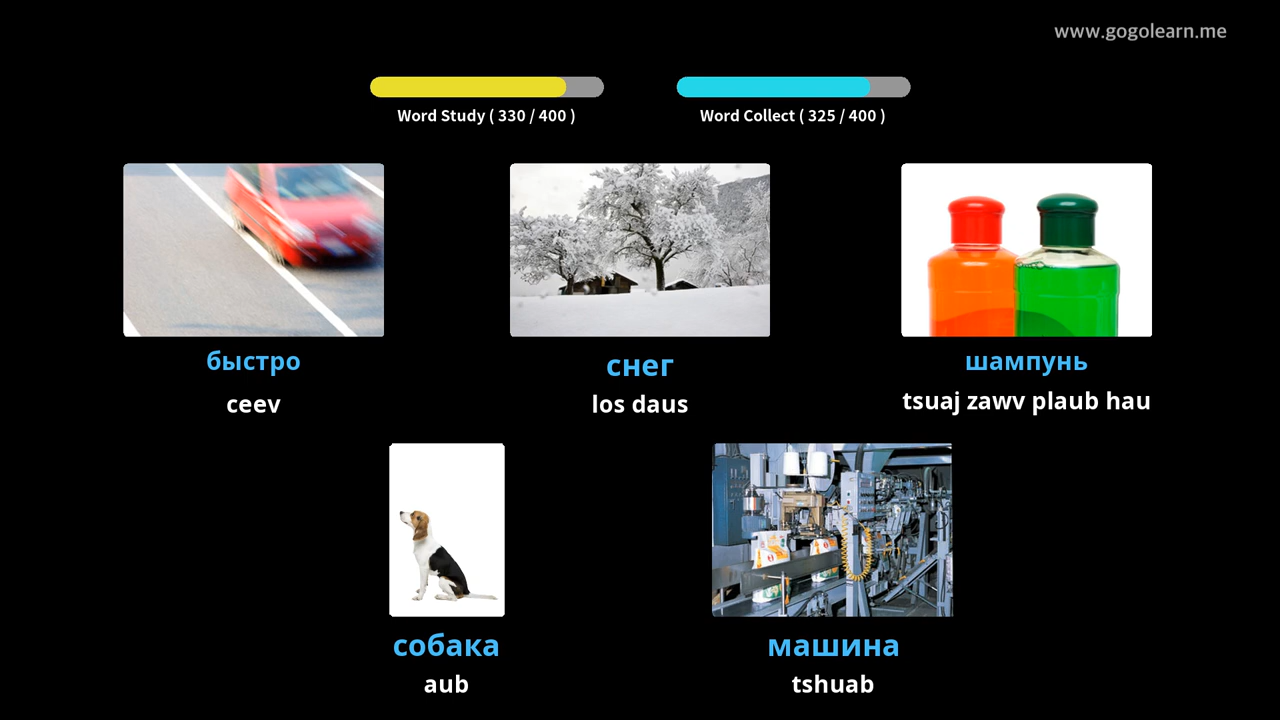 www.gogolearn.me
Word Study ( 330 / 400 )
Word Collect ( 325 / 400 )
быстро
снег
шампунь
ceev
los daus
tsuaj zawv plaub hau
собака
машина
aub
tshuab